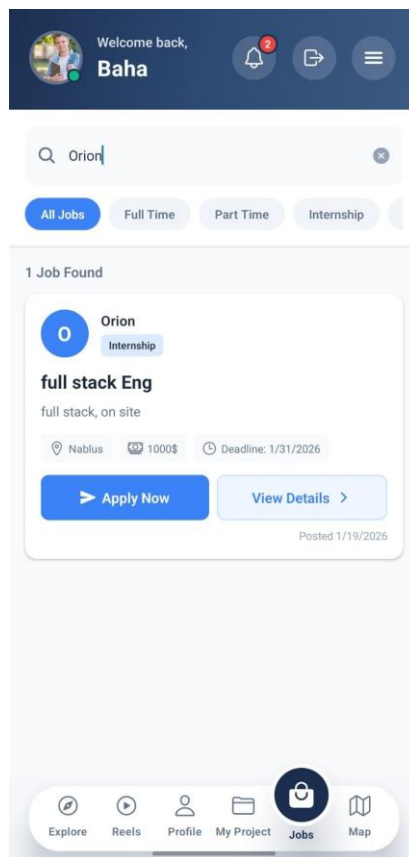 Welcome back,
Baha
2
Orion
All Jobs Full Time Part Time Internship
1 Job Found
O
Orion
Internship
full stack Eng
full stack, on site
Nablus 1000$ Deadline: 1/31/2026
Apply Now View Details
Posted 1/19/2026
Explore Reels Profile My Project Jobs Map